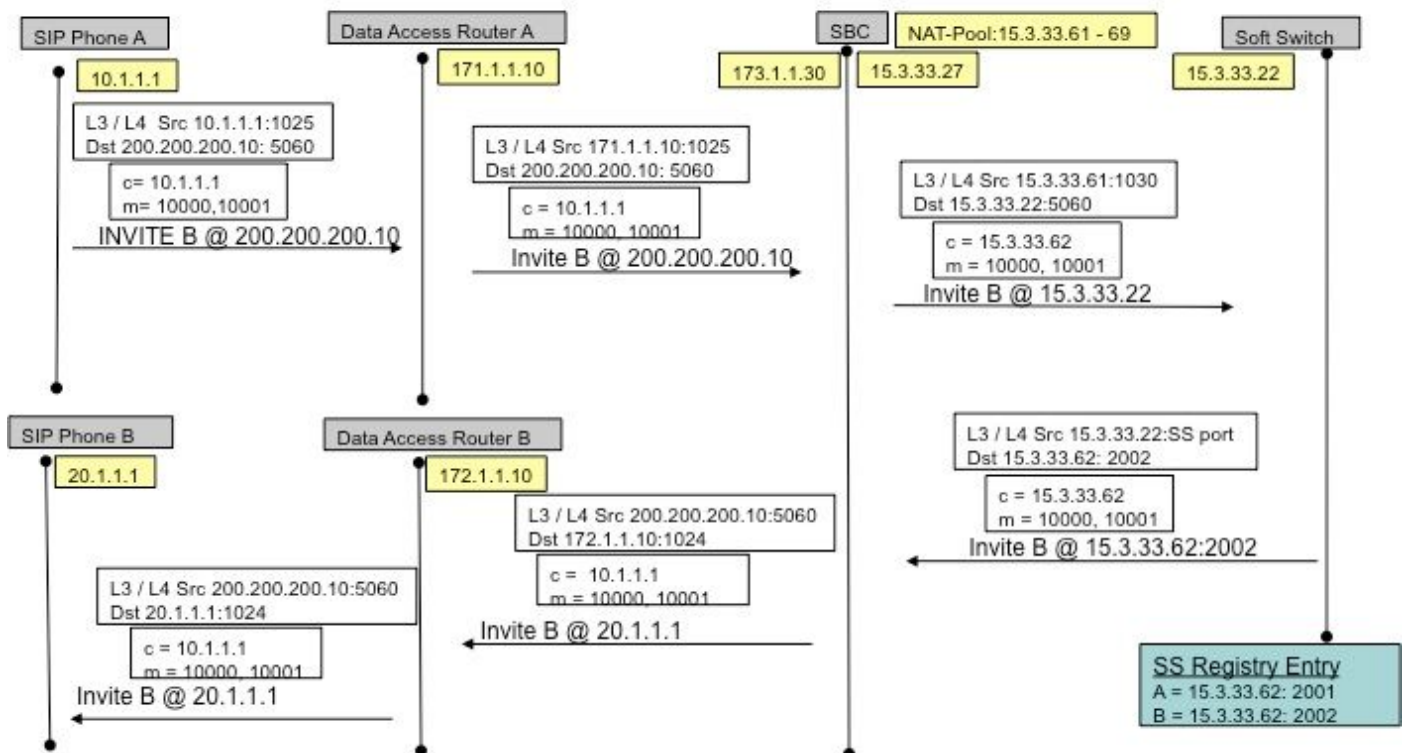 SIP Phone A
Data Access Router A
SBC
NAT-Pool:15.3.33.61 - 69
Soft Switch
10.1.1.1
171.1.1.10
173.1.1.30
15.3.33.27
15.3.33.22
L3 / L4  Src 10.1.1.1:1025
Dst 200.200.200.10: 5060
c= 10.1.1.1
m= 10000,10001
INVITE B @ 200.200.200.10
L3 / L4 Src 171.1.1.10:1025
Dst 200.200.200.10: 5060
c = 10.1.1.1
m = 10000, 10001
Invite B @ 200.200.200.10
L3 / L4 Src 15.3.33.61:1030
Dst 15.3.33.22:5060
c = 15.3.33.62
m = 10000, 10001
Invite B @ 15.3.33.22
SIP Phone B
Data Access Router B
20.1.1.1
172.1.1.10
L3 / L4 Src 15.3.33.22:SS port
Dst 15.3.33.62: 2002
c = 15.3.33.62
m = 10000, 10001
Invite B @ 15.3.33.62:2002
L3 / L4 Src 200.200.200.10:5060
Dst 172.1.1.10:1024
c =  10.1.1.1
m = 10000, 10001
Invite B @ 20.1.1.1
L3 / L4 Src 200.200.200.10:5060
Dst 20.1.1.1:1024
c = 10.1.1.1
m = 10000, 10001
Invite B @ 20.1.1.1
SS Registry Entry
A = 15.3.33.62: 2001
B = 15.3.33.62: 2002